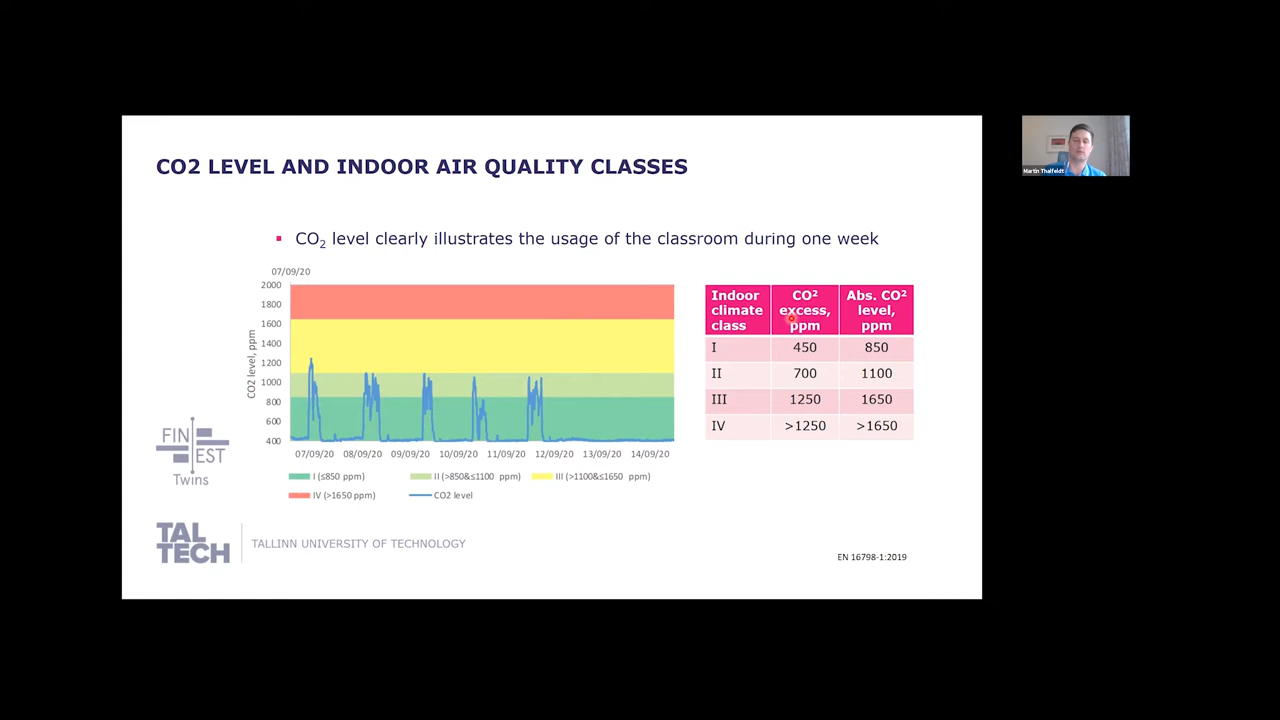 CO2 LEVEL AND INDOOR AIR QUALITY CLASSES
Martin Thalfeldt
▪ CO2 level clearly illustrates the usage of the classroom during one week
07/09/20
2000
1800
1600
1400
1200
1000
800
600
400
CO2 level, ppm
07/09/20 08/09/20 09/09/20 10/09/20 11/09/20 12/09/20 13/09/20 14/09/20
I (≤850 ppm) II (>850&≤1100 ppm) III (>1100&≤1650 ppm)
IV (>1650 ppm) CO2 level
Indoor climate class CO² excess, ppm Abs. CO² level, ppm
I 450 850
II 700 1100
III 1250 1650
IV >1250 >1650
FIN
EST
Twins
TAL
TECH
TALLINN UNIVERSITY OF TECHNOLOGY
EN 16798-1:2019